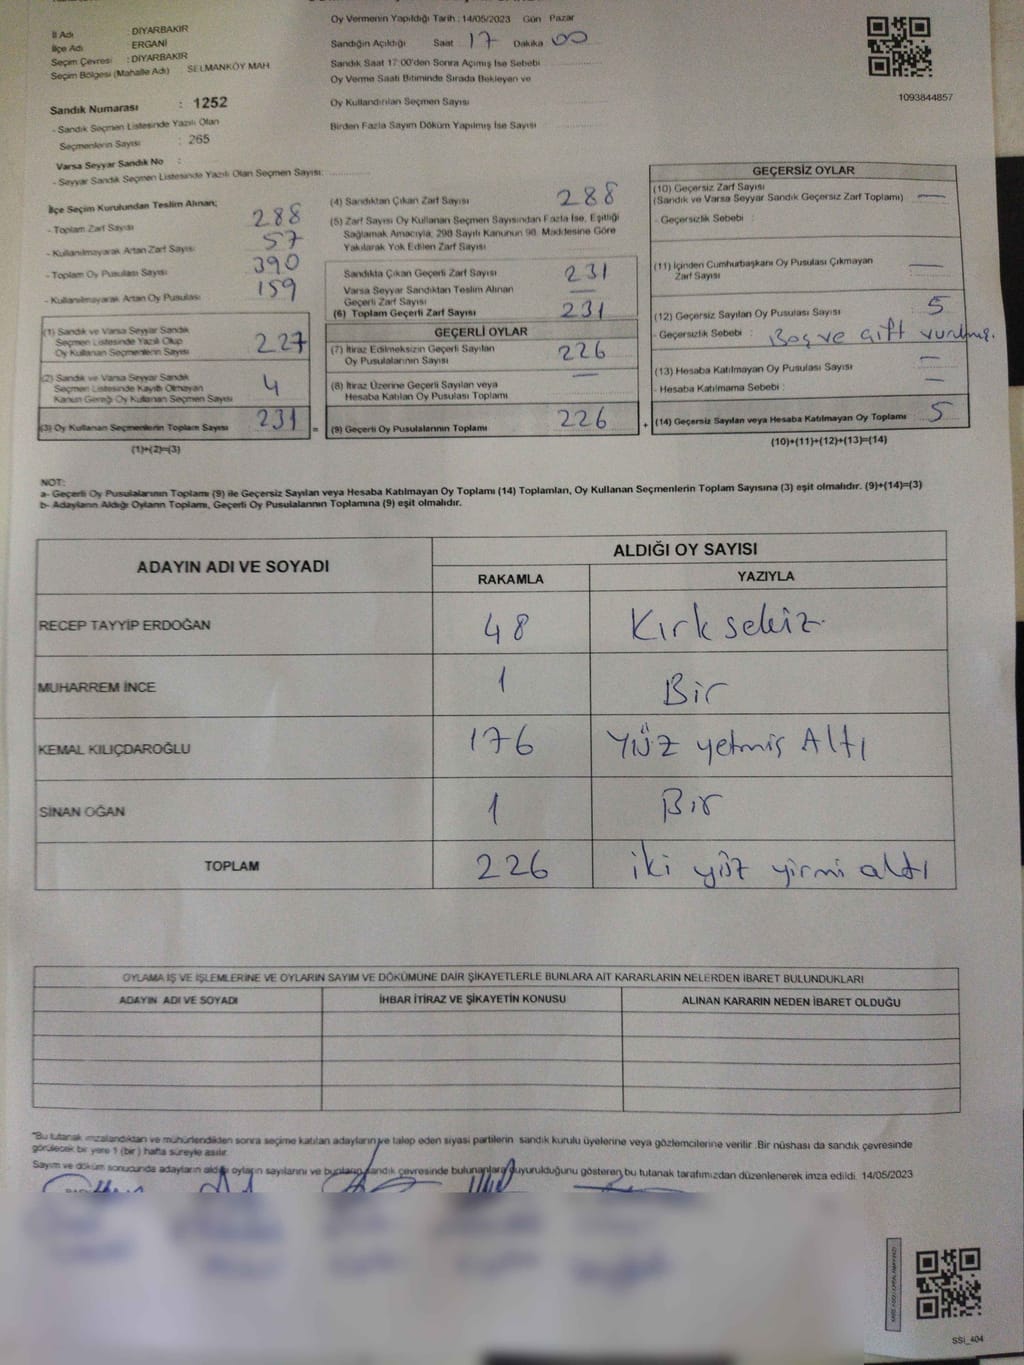 İl Adı : DİYARBAKIR
İlçe Adı : ERGANİ
Seçim Çevresi : DİYARBAKIR
Seçim Bölgesi (Mahalle Adı) : SELMANKÖY MAH
Sandık Numarası : 1252
- Sandık Seçmen Listesinde Yazılı Olan
Seçmenlerin Sayısı : 265
Varsa Seyyar Sandık No :
- Seyyar Sandık Seçmen Listesinde Yazılı Olan Seçmen Sayısı:
Oy Vermenin Yapıldığı Tarih : 14/05/2023 Gün Pazar
Sandığın Açıldığı Saat 17 Dakika 00
Sandık Saat 17:00'den Sonra Açımış İse Sebebi
Oy Verme Saati Bitiminde Sırada Bekleyen ve
Oy Kullandırılan Seçmen Sayısı
Birden Fazla Sayım Döküm Yapılmış İse Sayısı
1093844857
İlçe Seçim Kurulundan Teslim Alınan;
- Toplam Zarf Sayısı 288
- Kullanılmayarak Artan Zarf Sayısı 57
- Toplam Oy Pusulası Sayısı 390
- Kullanılmayarak Artan Oy Pusulası 159
(1) Sandık ve Varsa Seyyar Sandık
Seçmen Listesinde Yazılı Olup
Oy Kullanan Seçmenlerin Sayısı 227
(2) Sandık ve Varsa Seyyar Sandık
Seçmen Listesinde Kayıtlı Olmayan
Kanun Gereği Oy Kullanan Seçmen Sayısı 4
(3) Oy Kullanan Seçmenlerin Toplam Sayısı 231 =
(1)+(2)=(3)
(4) Sandıktan Çıkan Zarf Sayısı 288
(5) Zarf Sayısı Oy Kullanan Seçmen Sayısından Fazla İse, Eşitliği
Sağlamak Amacıyla, 298 Sayılı Kanunun 98. Maddesine Göre
Yakılarak Yok Edilen Zarf Sayısı
Sandıkta Çıkan Geçerli Zarf Sayısı 231
Varsa Seyyar Sandıktan Teslim Alınan
Geçerli Zarf Sayısı —
(6) Toplam Geçerli Zarf Sayısı 231
GEÇERLİ OYLAR
(7) İtiraz Edilmeksizin Geçerli Sayılan
Oy Pusulalarının Sayısı 226
(8) İtiraz Üzerine Geçerli Sayılan veya
Hesaba Katılan Oy Pusulası Toplamı —
(9) Geçerli Oy Pusulalarının Toplamı 226 +
GEÇERSİZ OYLAR
(10) Geçersiz Zarf Sayısı
(Sandık ve Varsa Seyyar Sandık Geçersiz Zarf Toplamı) —
- Geçersizlik Sebebi :
(11) İçinden Cumhurbaşkanı Oy Pusulası Çıkmayan
Zarf Sayısı —
(12) Geçersiz Sayılan Oy Pusulası Sayısı 5
- Geçersizlik Sebebi : Boş ve çift vurulmuş.
(13) Hesaba Katılmayan Oy Pusulası Sayısı —
- Hesaba Katılmama Sebebi : —
(14) Geçersiz Sayılan veya Hesaba Katılmayan Oy Toplamı 5
(10)+(11)+(12)+(13)=(14)
NOT:
a- Geçerli Oy Pusulalarının Toplamı (9) ile Geçersiz Sayılan veya Hesaba Katılmayan Oy Toplamı (14) Toplamları, Oy Kullanan Seçmenlerin Toplam Sayısına (3) eşit olmalıdır. (9)+(14)=(3)
b- Adayların Aldığı Oyların Toplamı, Geçerli Oy Pusulalarının Toplamına (9) eşit olmalıdır.
ADAYIN ADI VE SOYADI ALDIĞI OY SAYISI
RAKAMLA YAZIYLA
RECEP TAYYİP ERDOĞAN 48 Kırk sekiz
MUHARREM İNCE 1 Bir
KEMAL KILIÇDAROĞLU 176 Yüz yetmiş Altı
SİNAN OĞAN 1 Bir
TOPLAM 226 iki yüz yirmi altı
OYLAMA İŞ VE İŞLEMLERİNE VE OYLARIN SAYIM VE DÖKÜMÜNE DAİR ŞİKAYETLERLE BUNLARA AİT KARARLARIN NELERDEN İBARET BULUNDUKLARI
ADAYIN ADI VE SOYADI İHBAR İTİRAZ VE ŞİKAYETİN KONUSU ALINAN KARARIN NEDEN İBARET OLDUĞU
"Bu tutanak imzalandıktan ve mühürlendikten sonra seçime katılan adayların ve talep eden siyasi partilerin sandık kurulu üyelerine veya gözlemcilerine verilir. Bir nüshası da sandık çevresinde
görülecek bir yere 1 (bir) hafta süreyle asılır.
Sayım ve döküm sonucunda adayların aldığı oyların sayılarını ve bunların sandık çevresinde bulunanlara duyurulduğunu gösteren bu tutanak tarafımızdan düzenlenerek imza edildi. 14/05/2023
SSI_404